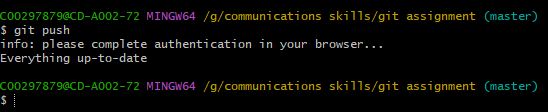 C00297879@CD-A002-72 MINGW64 /g/communications skills/git assignment (master)
$ git push
info: please complete authentication in your browser...
Everything up-to-date
C00297879@CD-A002-72 MINGW64 /g/communications skills/git assignment (master)
$